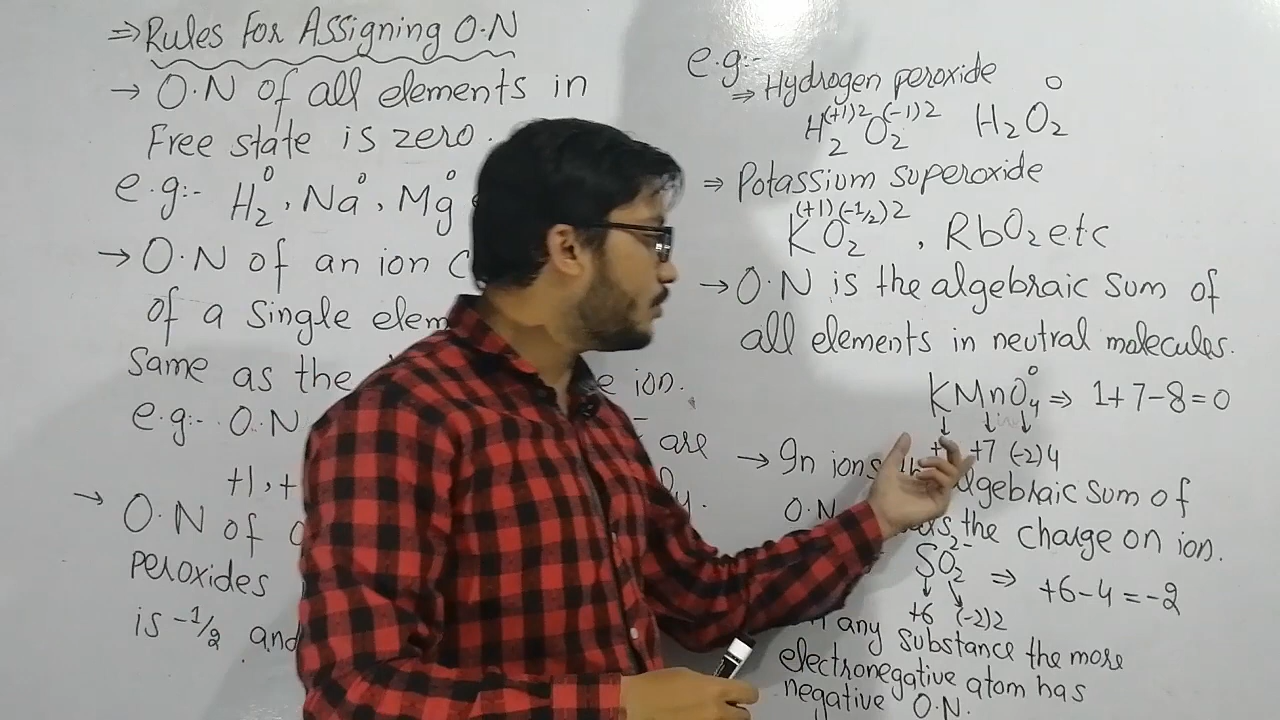 ⇒Rules For Assigning O.N
→ O.N of all elements in
Free state is zero.
e.g:- H₂⁰, Na⁰, Mg⁰
→ O.N of an ion
of a single
Same as the ion.
e.g:- O.N are
+1, +
→ O.N of
peroxides
is -1/2 and
e.g:-
⇒ Hydrogen peroxide
H₂^(+1)2 O₂^(-1)2 H₂O₂⁰
⇒ Potassium superoxide
K^(+1)O₂^(-1/2)2 , RbO₂ etc
→ O.N is the algebraic sum of
all elements in neutral molecules.
KMnO₄⁰ ⇒ 1+7-8=0
↓ ↓ ↓
+7 (-2)4
→ In ions algebraic sum of
O.N the charge on ion.
SO₂²⁻ ⇒ +6-4=-2
↓ ↘
+6 (-2)2
any substance the more
electronegative atom has
negative O.N.